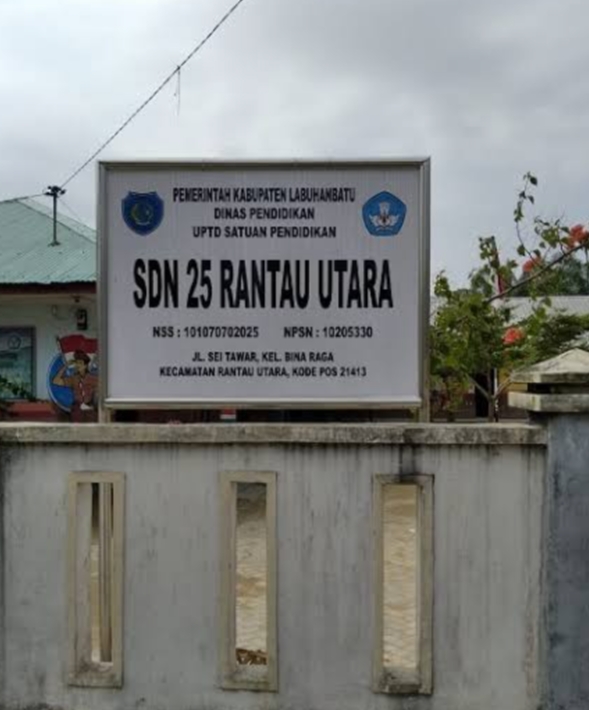 PEMERINTAH KABUPATEN LABUHANBATU
DINAS PENDIDIKAN
UPTD SATUAN PENDIDIKAN
SDN 25 RANTAU UTARA
NSS : 101070702025 NPSN : 10205330
JL. SEI TAWAR, KEL. BINA RAGA
KECAMATAN RANTAU UTARA, KODE POS 21413